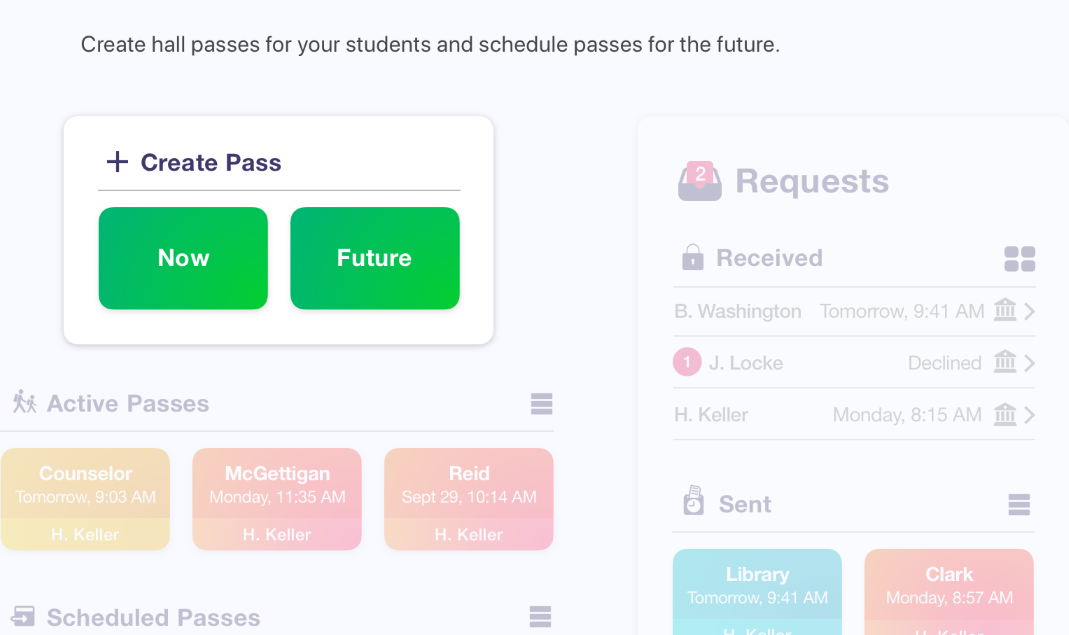 Create hall passes for your students and schedule passes for the future.
Create Pass
Now
Future
Active Passes
Counselor
Tomorrow, 9:03 AM
H. Keller
McGettigan
Monday, 11:35 AM
H. Keller
Reid
Sept 29, 10:14 AM
H. Keller
Scheduled Passes
2
Requests
Received
B. Washington Tomorrow, 9:41 AM
1 J. Locke Declined
H. Keller Monday, 8:15 AM
Sent
Library
Tomorrow, 9:41 AM
H. Keller
Clark
Monday, 8:57 AM
H. Keller